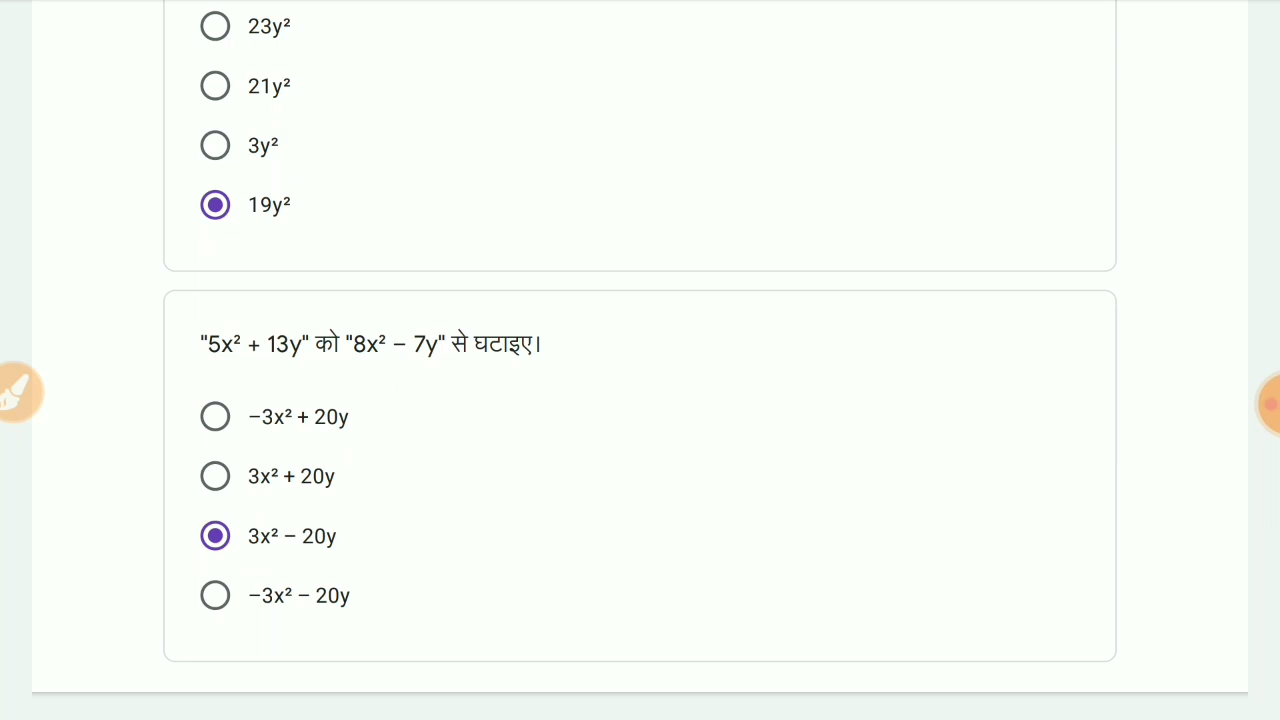 23y²
21y²
3y²
19y²
"5x² + 13y" को "8x² – 7y" से घटाइए।
–3x² + 20y
3x² + 20y
3x² – 20y
–3x² – 20y